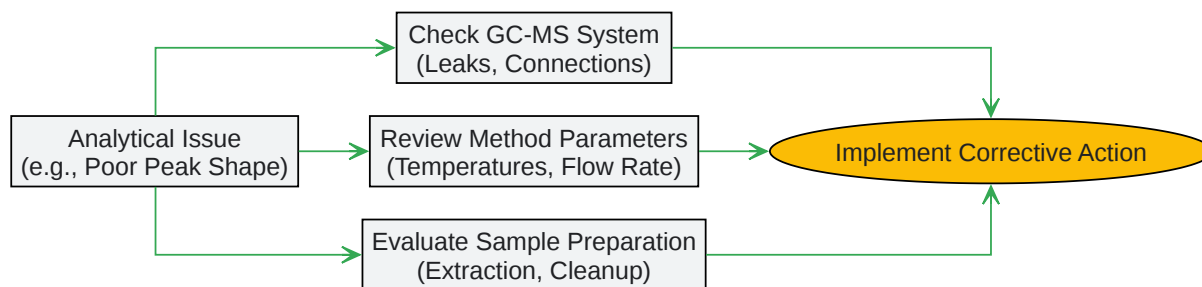 Check GC-MS System
(Leaks, Connections)
Analytical Issue
(e.g., Poor Peak Shape)
Review Method Parameters
(Temperatures, Flow Rate)
Implement Corrective Action
Evaluate Sample Preparation
(Extraction, Cleanup)